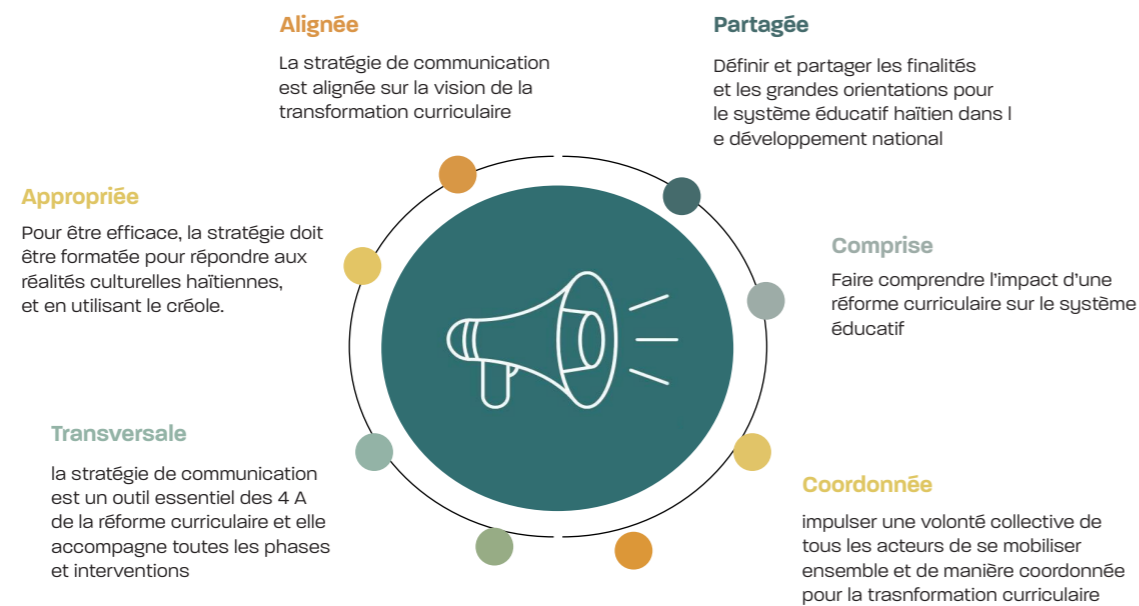 Alignée
La stratégie de communication
est alignée sur la vision de la
transformation curriculaire
Partagée
Définir et partager les finalités
et les grandes orientations pour
le système éducatif haïtien dans l
e développement national
Appropriée
Pour être efficace, la stratégie doit
être formatée pour répondre aux
réalités culturelles haïtiennes,
et en utilisant le créole.
Comprise
Faire comprendre l'impact d'une
réforme curriculaire sur le système
éducatif
Transversale
la stratégie de communication
est un outil essentiel des 4 A
de la réforme curriculaire et elle
accompagne toutes les phases
et interventions
Coordonnée
impulser une volonté collective de
tous les acteurs de se mobiliser
ensemble et de manière coordonnée
pour la trasnformation curriculaire